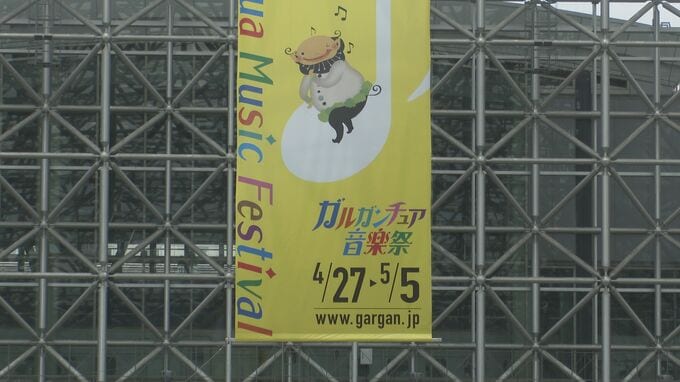 ua Music Festival
ガルガンチュア
音楽祭
4/27▸5/5
www.gargan.jp